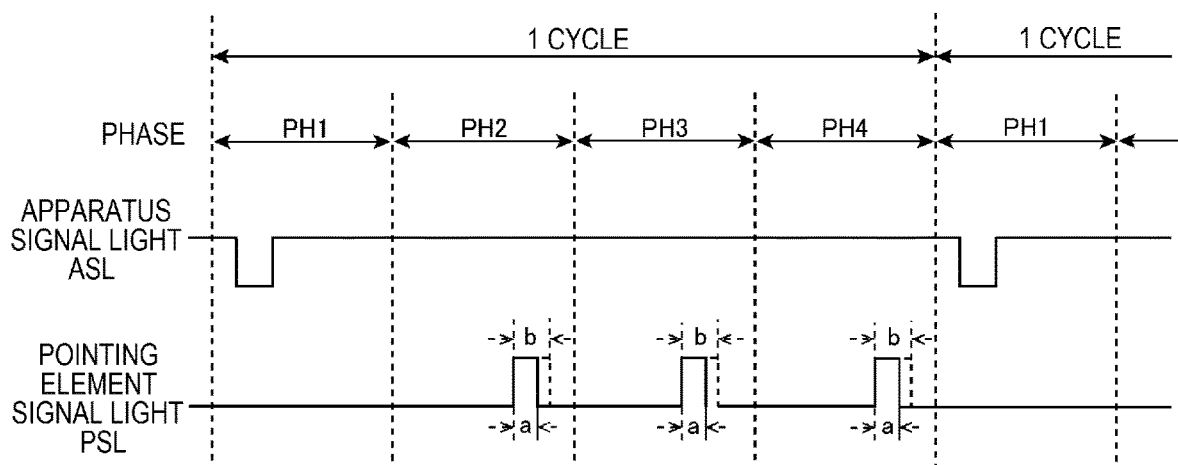 1 CYCLE 1 CYCLE
PHASE PH1 PH2 PH3 PH4 PH1
APPARATUS
SIGNAL LIGHT
ASL
b b b
POINTING
ELEMENT
SIGNAL LIGHT
PSL
a a a